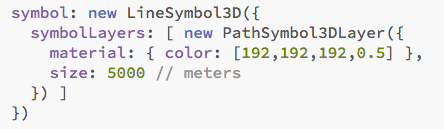 symbol: new LineSymbol3D({
  symbolLayers: [ new PathSymbol3DLayer({
    material: { color: [192,192,192,0.5] },
    size: 5000 // meters
  }) ]
})